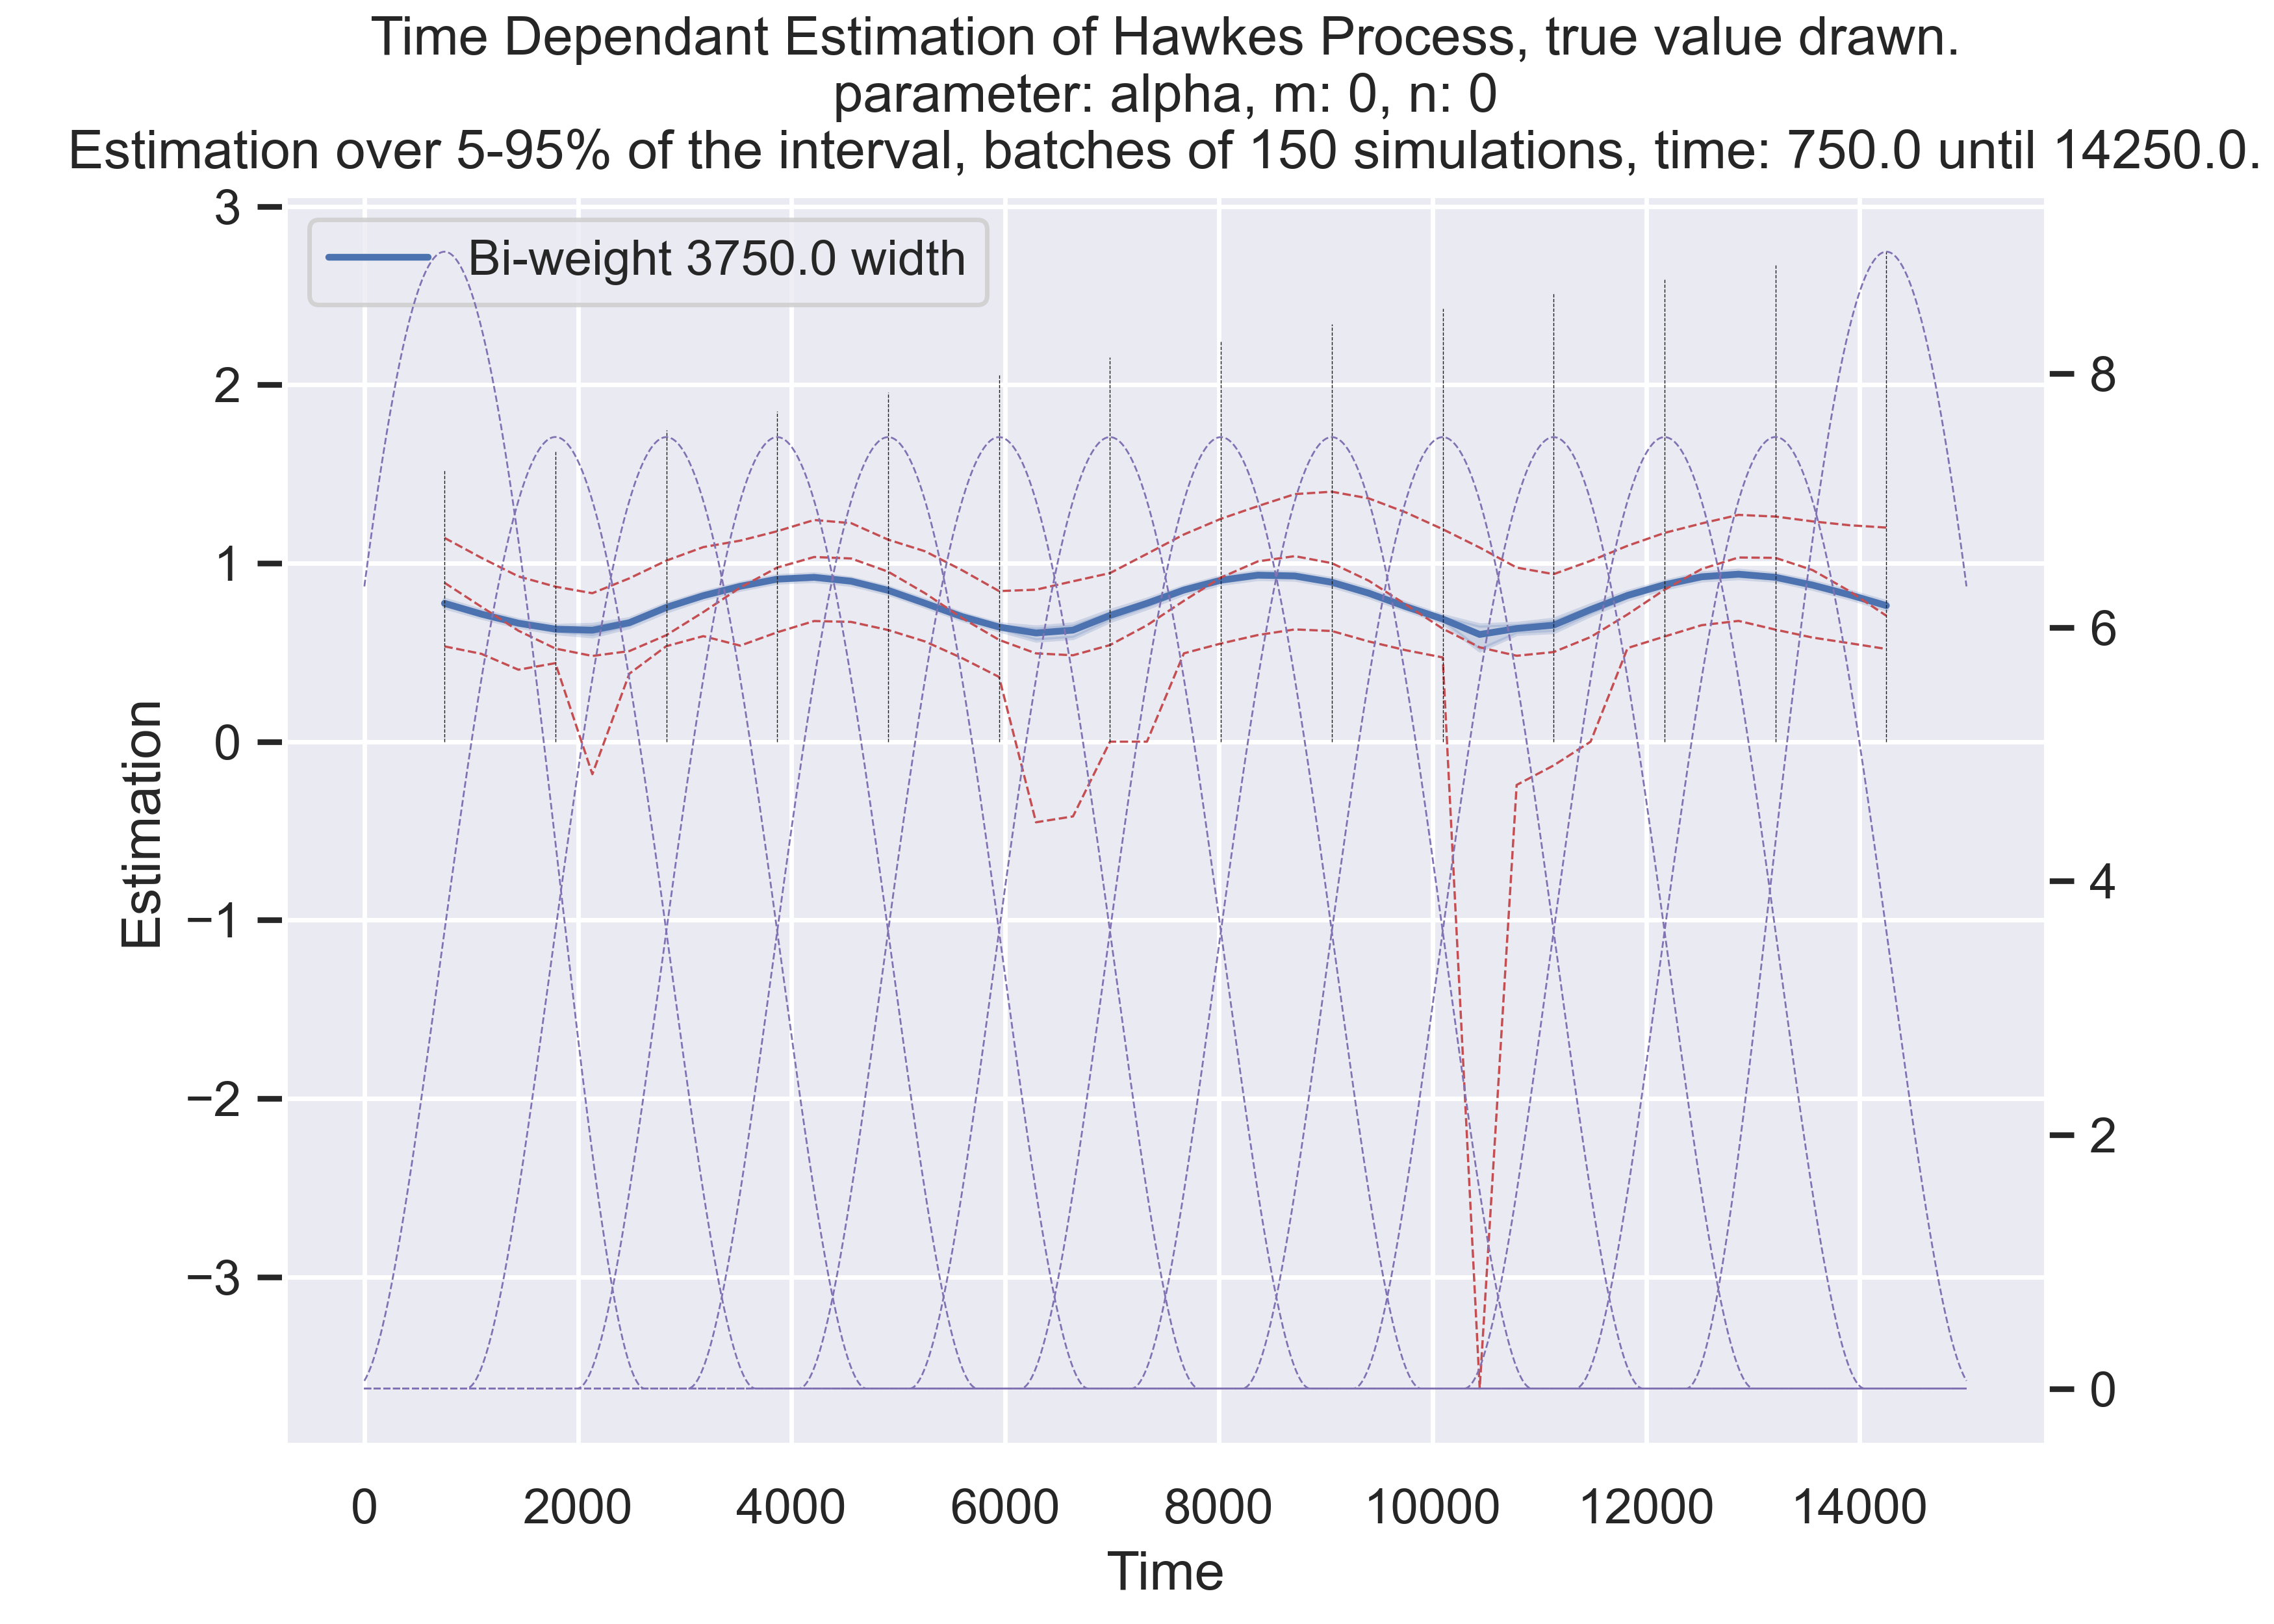 Time Dependant Estimation of Hawkes Process, true value drawn.
parameter: alpha, m: 0, n: 0
Estimation over 5-95% of the interval, batches of 150 simulations, time: 750.0 until 14250.0.
Bi-weight 3750.0 width
3
2
1
0
−1
−2
−3
Estimation
8
6
4
2
0
0 2000 4000 6000 8000 10000 12000 14000
Time